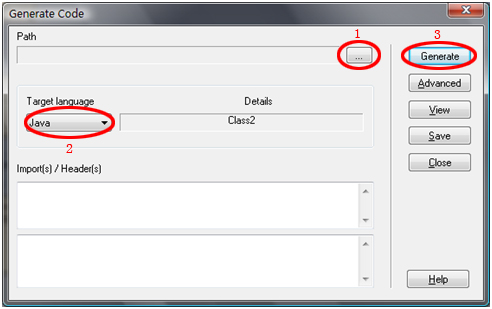 Generate Code
Path
1
...
3
Generate
Advanced
View
Save
Close
Target language
Details
Java
Class2
2
Import(s) / Header(s)
Help